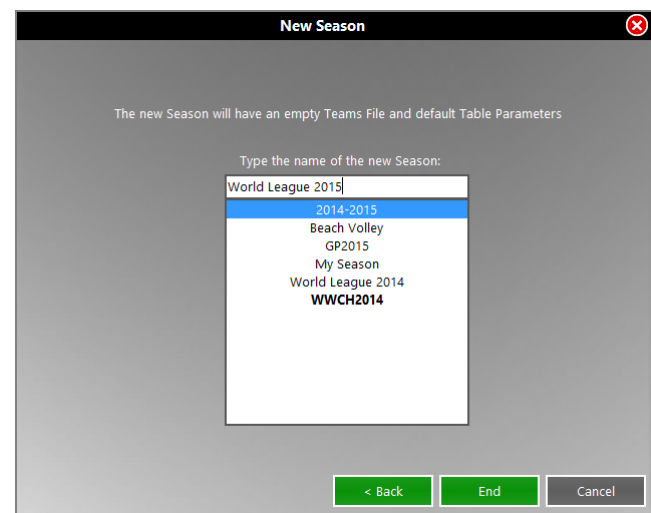 New Season
The new Season will have an empty Teams File and default Table Parameters
Type the name of the new Season:
World League 2015
2014-2015
Beach Volley
GP2015
My Season
World League 2014
WWCH2014
< Back
End
Cancel